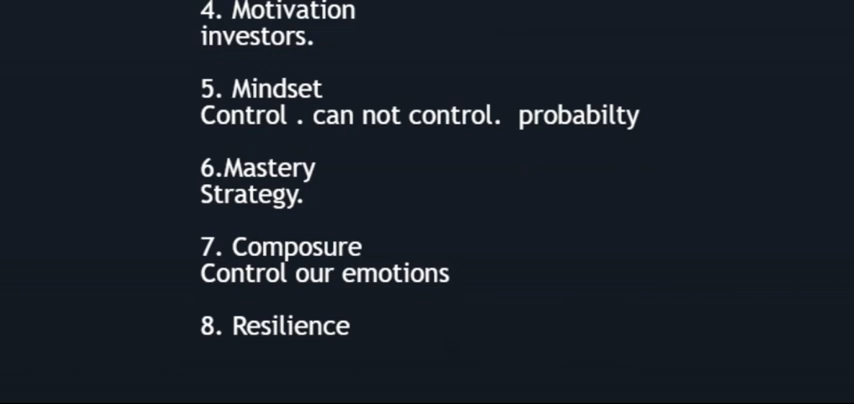 4. Motivation
investors.
5. Mindset
Control . can not control.  probabilty
6.Mastery
Strategy.
7. Composure
Control our emotions
8. Resilience